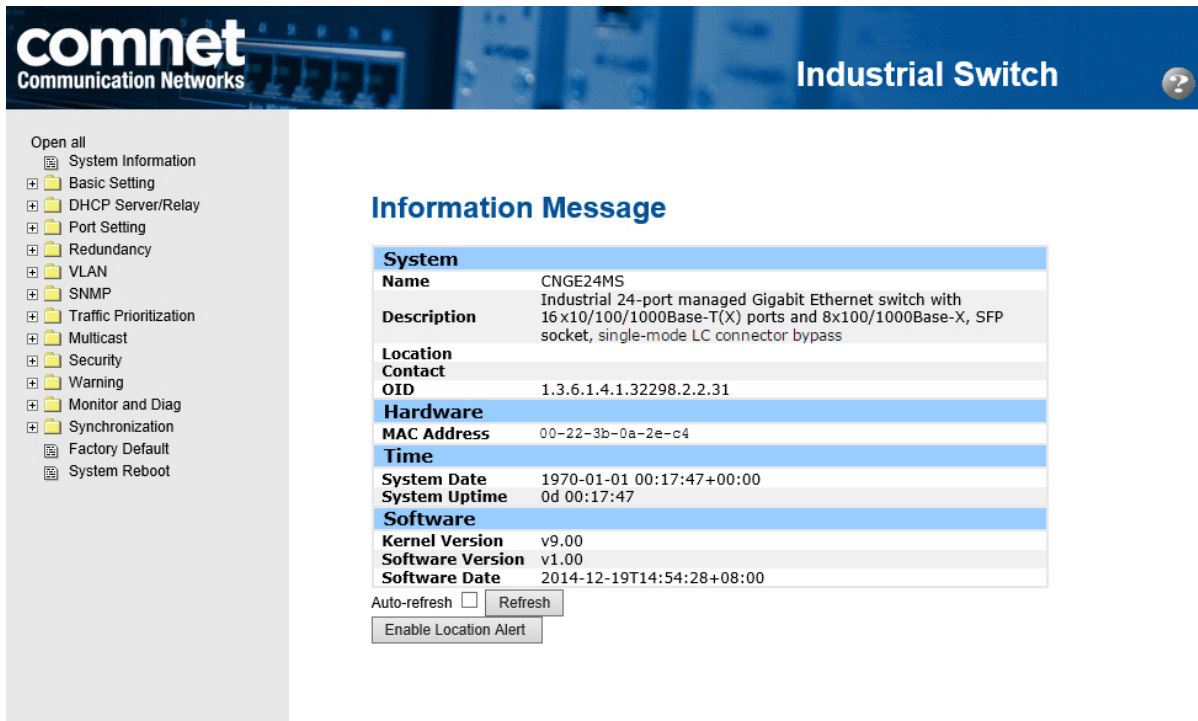 comnet
Communication Networks
Industrial Switch
?
Open all
System Information
Basic Setting
DHCP Server/Relay
Port Setting
Redundancy
VLAN
SNMP
Traffic Prioritization
Multicast
Security
Warning
Monitor and Diag
Synchronization
Factory Default
System Reboot
Information Message
System
Name CNGE24MS
Description Industrial 24-port managed Gigabit Ethernet switch with
16x10/100/1000Base-T(X) ports and 8x100/1000Base-X, SFP
socket, single-mode LC connector bypass
Location
Contact
OID 1.3.6.1.4.1.32298.2.2.31
Hardware
MAC Address 00-22-3b-0a-2e-c4
Time
System Date 1970-01-01 00:17:47+00:00
System Uptime 0d 00:17:47
Software
Kernel Version v9.00
Software Version v1.00
Software Date 2014-12-19T14:54:28+08:00
Auto-refresh Refresh
Enable Location Alert